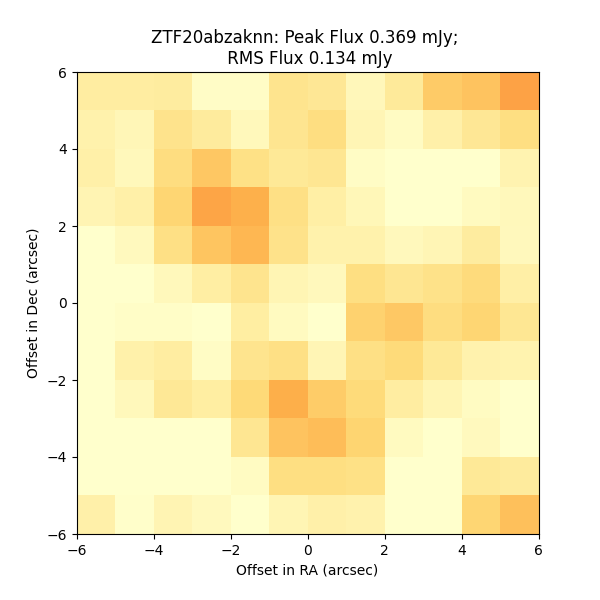 ZTF20abzaknn: Peak Flux 0.369 mJy;
RMS Flux 0.134 mJy
6
4
2
0
−2
−4
−6
Offset in Dec (arcsec)
−6 −4 −2 0 2 4 6
Offset in RA (arcsec)